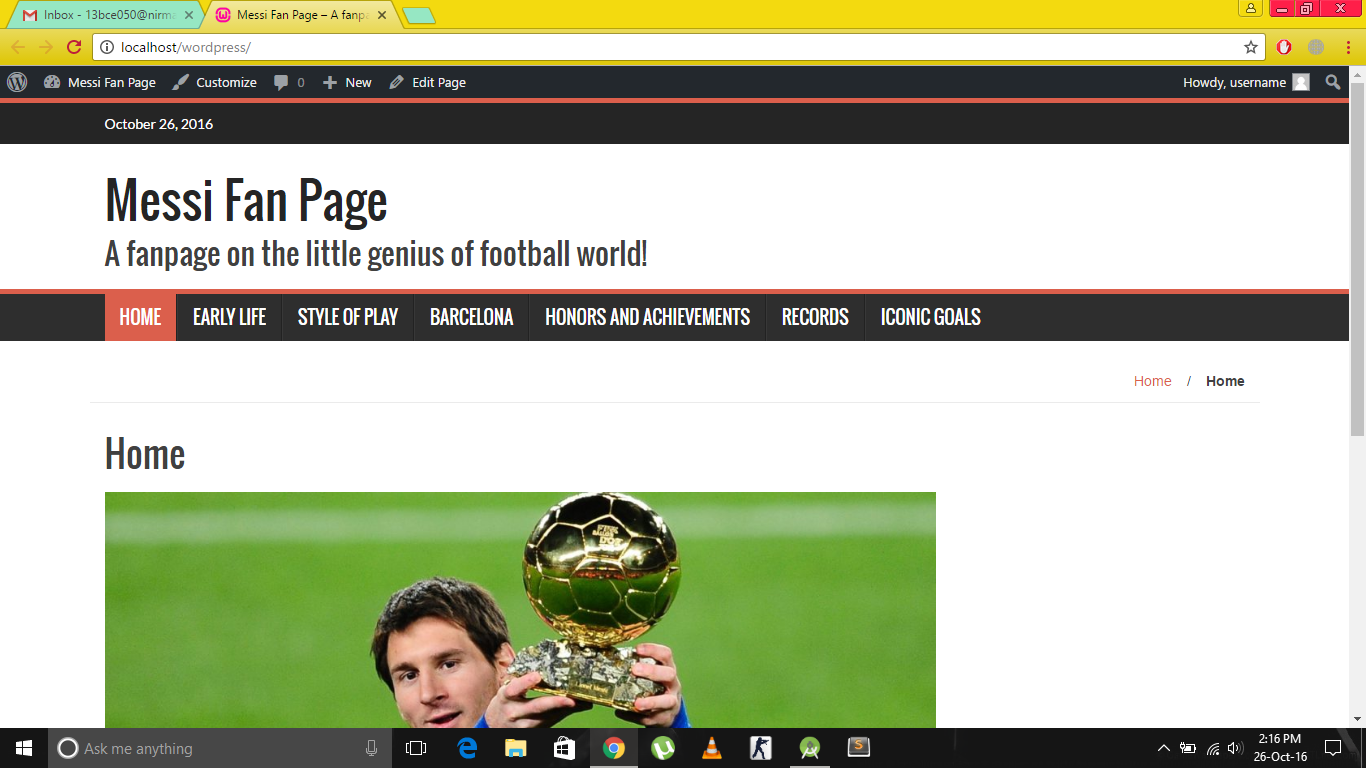 Inbox - 13bce050@nirma
Messi Fan Page – A fanpa
localhost/wordpress/
Messi Fan Page Customize 0 New Edit Page Howdy, username
October 26, 2016
Messi Fan Page
A fanpage on the little genius of football world!
HOME EARLY LIFE STYLE OF PLAY BARCELONA HONORS AND ACHIEVEMENTS RECORDS ICONIC GOALS
Home / Home
Home
Ask me anything
2:16 PM
26-Oct-16